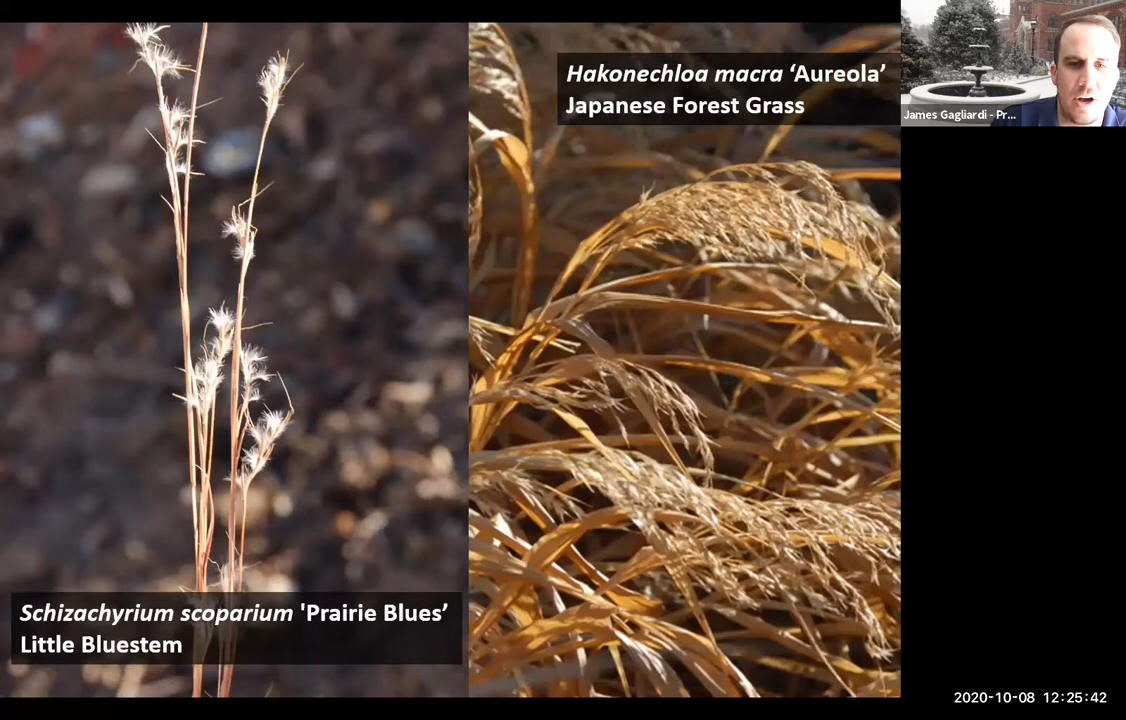 Hakonechloa macra ‘Aureola’
Japanese Forest Grass
James Gagliardi - Pr...
Schizachyrium scoparium 'Prairie Blues’
Little Bluestem
2020-10-08 12:25:42